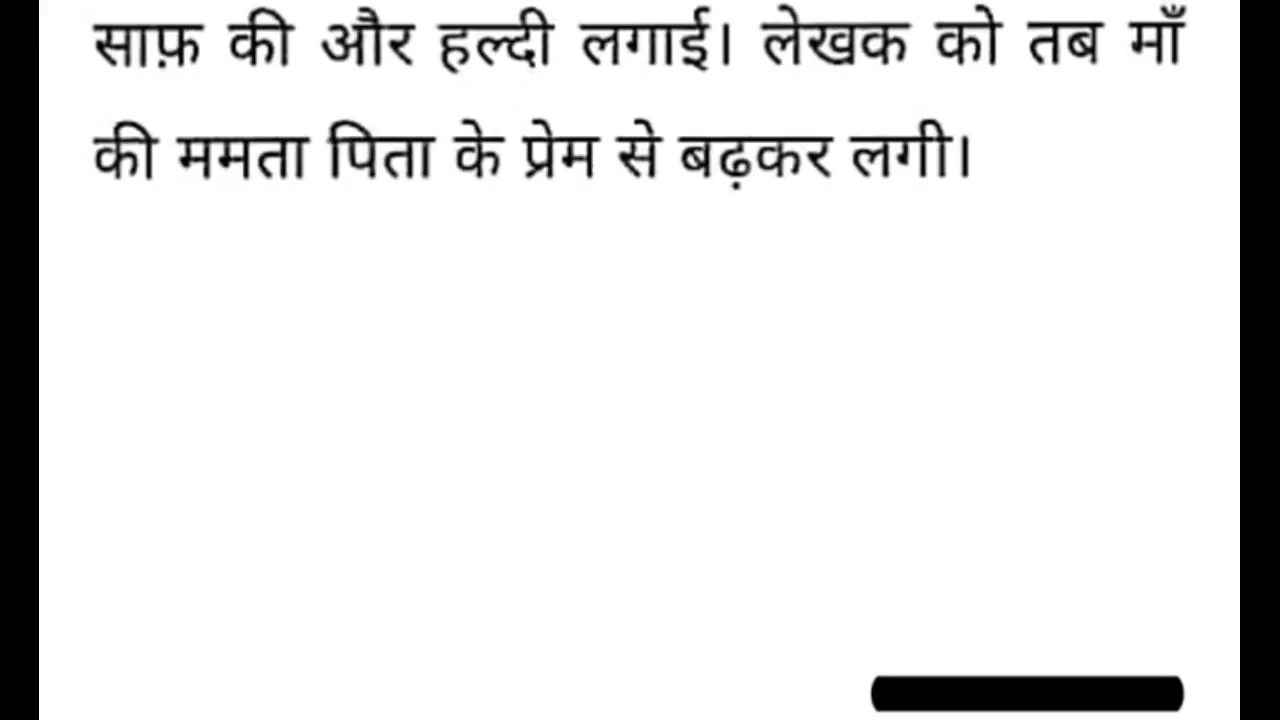 साफ़ की और हल्दी लगाई। लेखक को तब माँ
की ममता पिता के प्रेम से बढ़कर लगी।